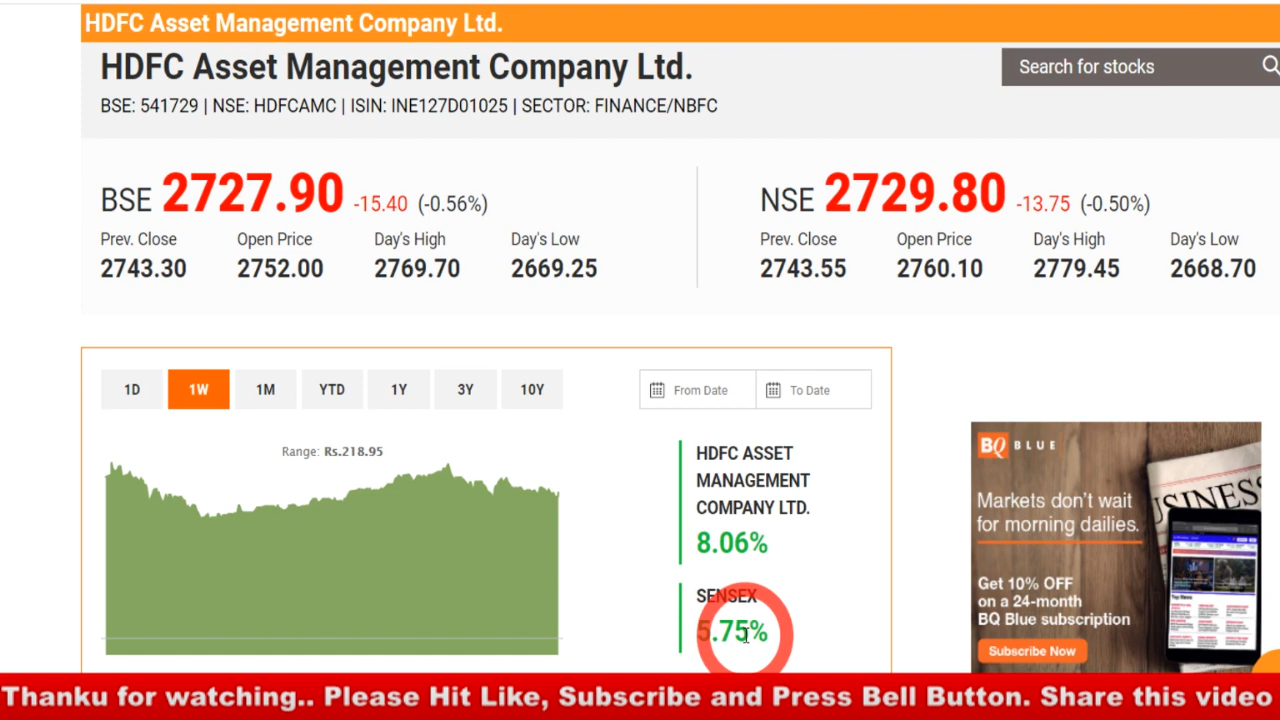 HDFC Asset Management Company Ltd.
HDFC Asset Management Company Ltd.
Search for stocks
BSE: 541729 | NSE: HDFCAMC | ISIN: INE127D01025 | SECTOR: FINANCE/NBFC
BSE 2727.90 -15.40 (-0.56%)
Prev. Close Open Price Day's High Day's Low
2743.30 2752.00 2769.70 2669.25
NSE 2729.80 -13.75 (-0.50%)
Prev. Close Open Price Day's High Day's Low
2743.55 2760.10 2779.45 2668.70
1D 1W 1M YTD 1Y 3Y 10Y
From Date To Date
Range: Rs.218.95
HDFC ASSET
MANAGEMENT
COMPANY LTD.
8.06%
SENSEX
5.75%
BQ BLUE
Markets don't wait
for morning dailies.
Get 10% OFF
on a 24-month
BQ Blue subscription
Subscribe Now
Thanku for watching.. Please Hit Like, Subscribe and Press Bell Button. Share this video